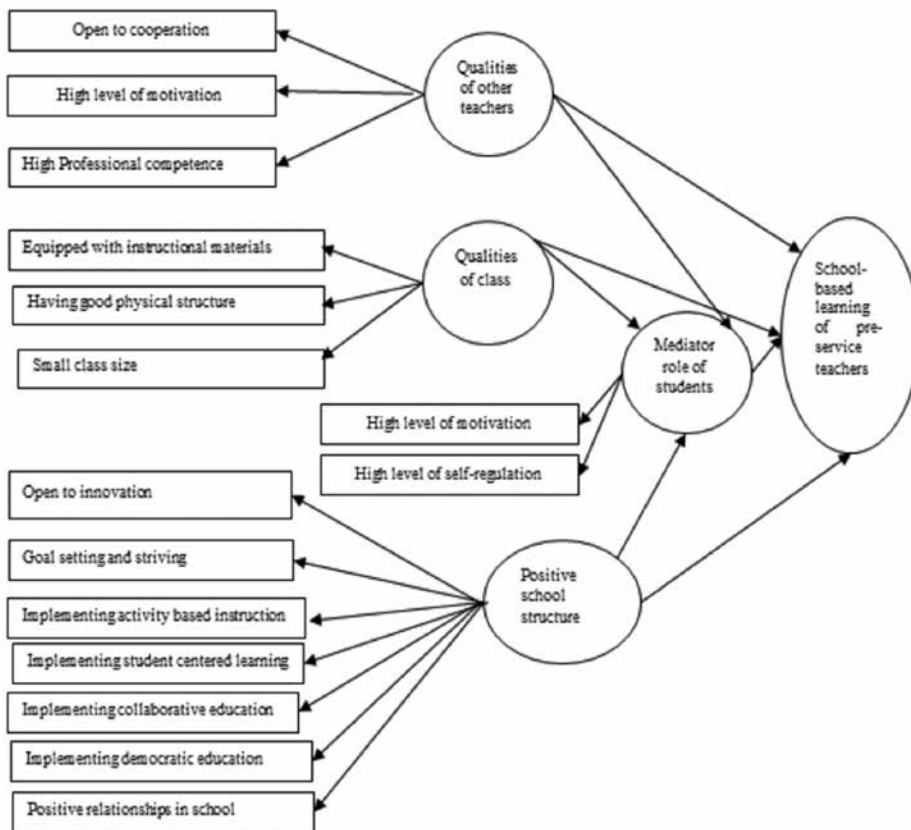 Open to cooperation
High level of motivation
High Professional competence
Qualities
of other
teachers
Equipped with instructional materials
Having good physical structure
Small class size
Qualities
of class
School-
based
learning
of pre-
service
teachers
Mediator
role of
students
High level of motivation
High level of self-regulation
Open to innovation
Goal setting and striving
Implementing activity based instruction
Implementing student centered learning
Implementing collaborative education
Implementing democratic education
Positive relationships in school
Positive
school
structure